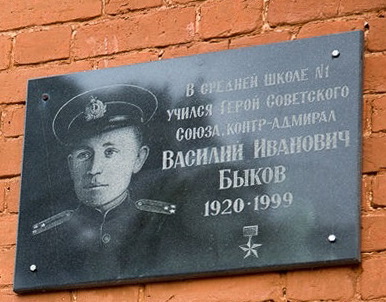 В СРЕДНЕЙ ШКОЛЕ №1
УЧИЛСЯ ГЕРОЙ СОВЕТСКОГО
СОЮЗА, КОНТР-АДМИРАЛ
ВАСИЛИЙ ИВАНОВИЧ
БЫКОВ
1920-1999